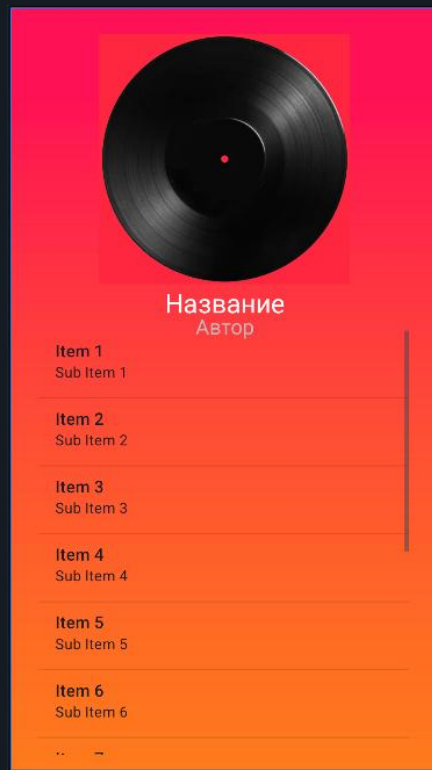 Название
Автор
Item 1
Sub Item 1
Item 2
Sub Item 2
Item 3
Sub Item 3
Item 4
Sub Item 4
Item 5
Sub Item 5
Item 6
Sub Item 6